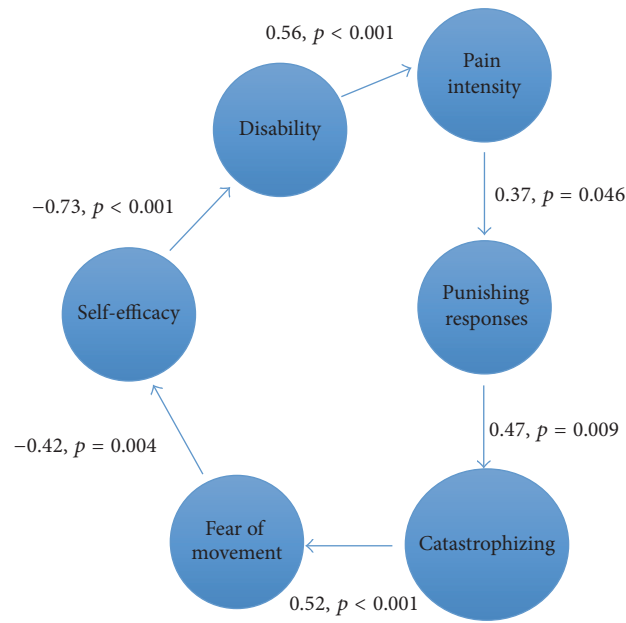 0.56, p < 0.001
Pain
intensity
Disability
0.37, p = 0.046
−0.73, p < 0.001
Punishing
responses
Self-efficacy
0.47, p = 0.009
−0.42, p = 0.004
Fear of
movement
Catastrophizing
0.52, p < 0.001